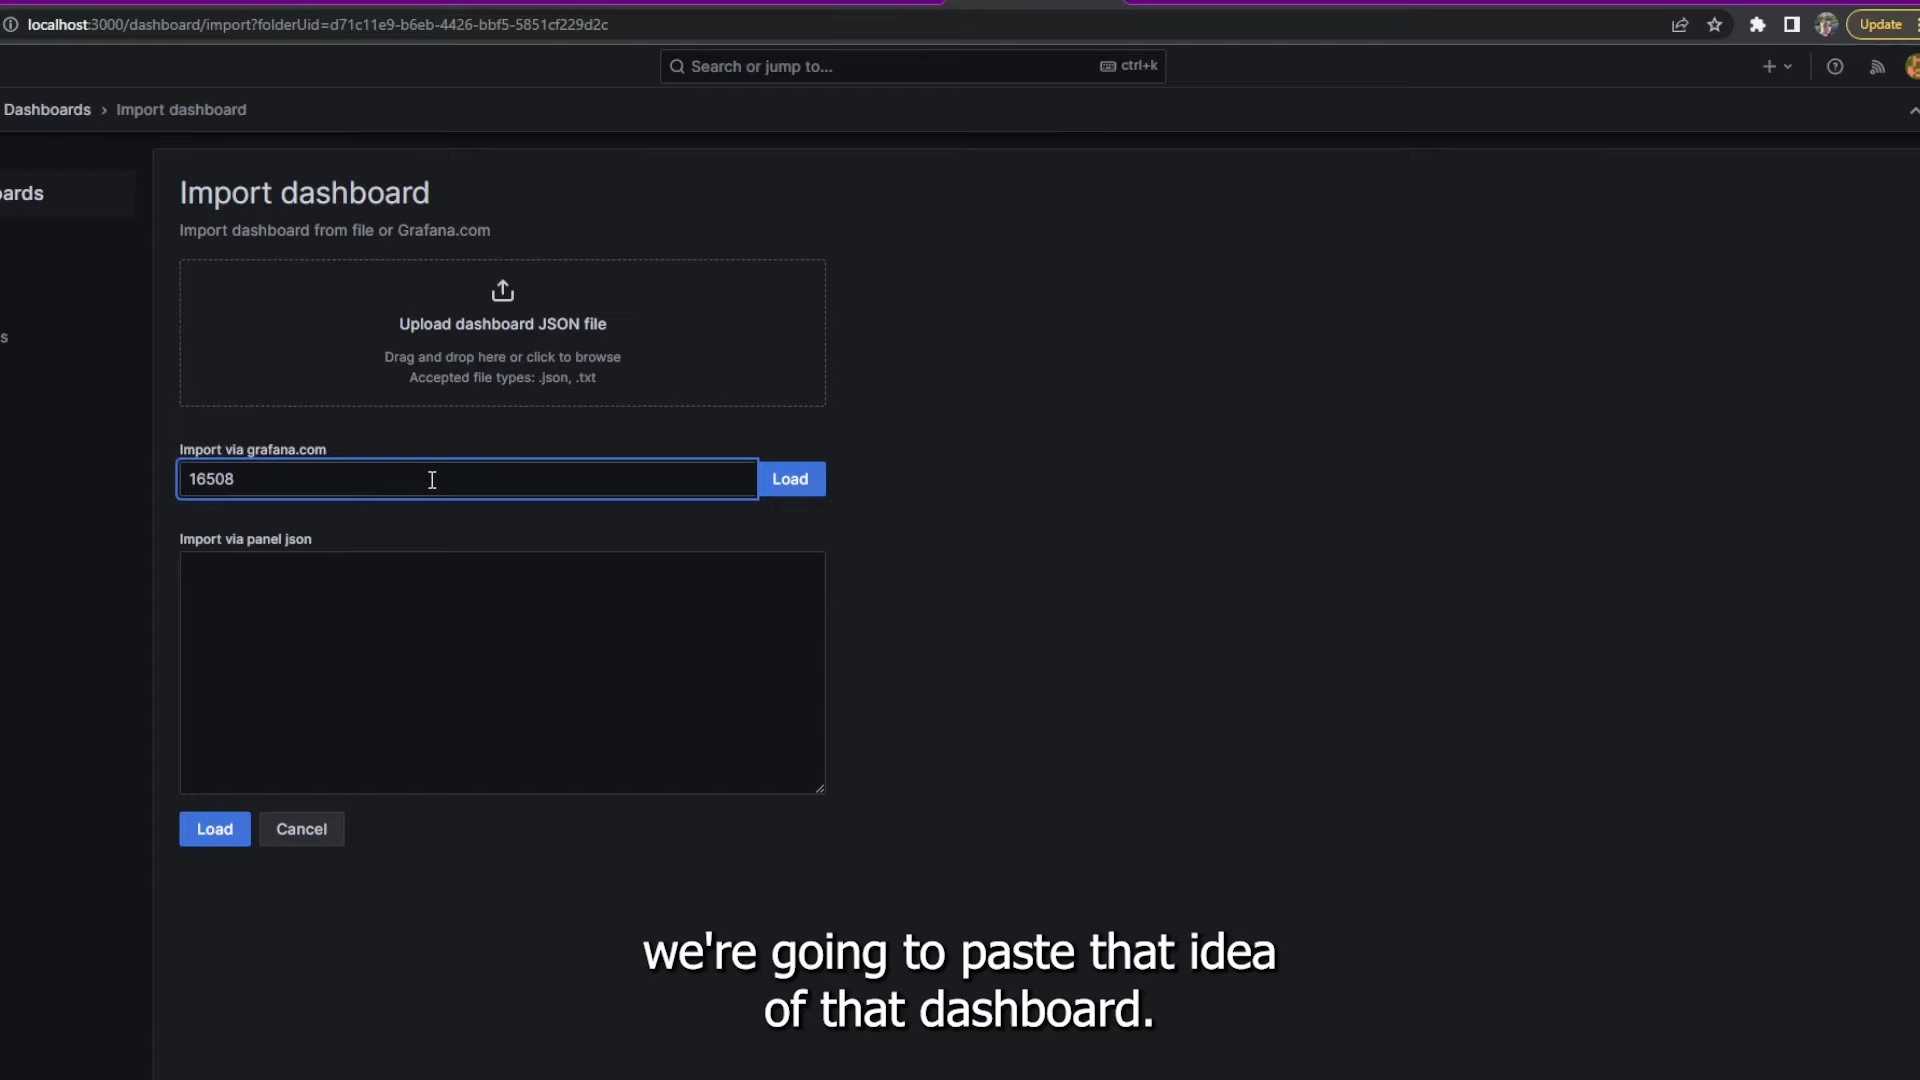 localhost:3000/dashboard/import?folderUid=d71c11e9-b6eb-4426-bbf5-5851cf229d2c
Update
Search or jump to...
ctrl+k
Dashboards › Import dashboard
oards
s
Import dashboard
Import dashboard from file or Grafana.com
Upload dashboard JSON file
Drag and drop here or click to browse
Accepted file types: .json, .txt
Import via grafana.com
16508
Load
Import via panel json
Load
Cancel
we're going to paste that idea
of that dashboard.